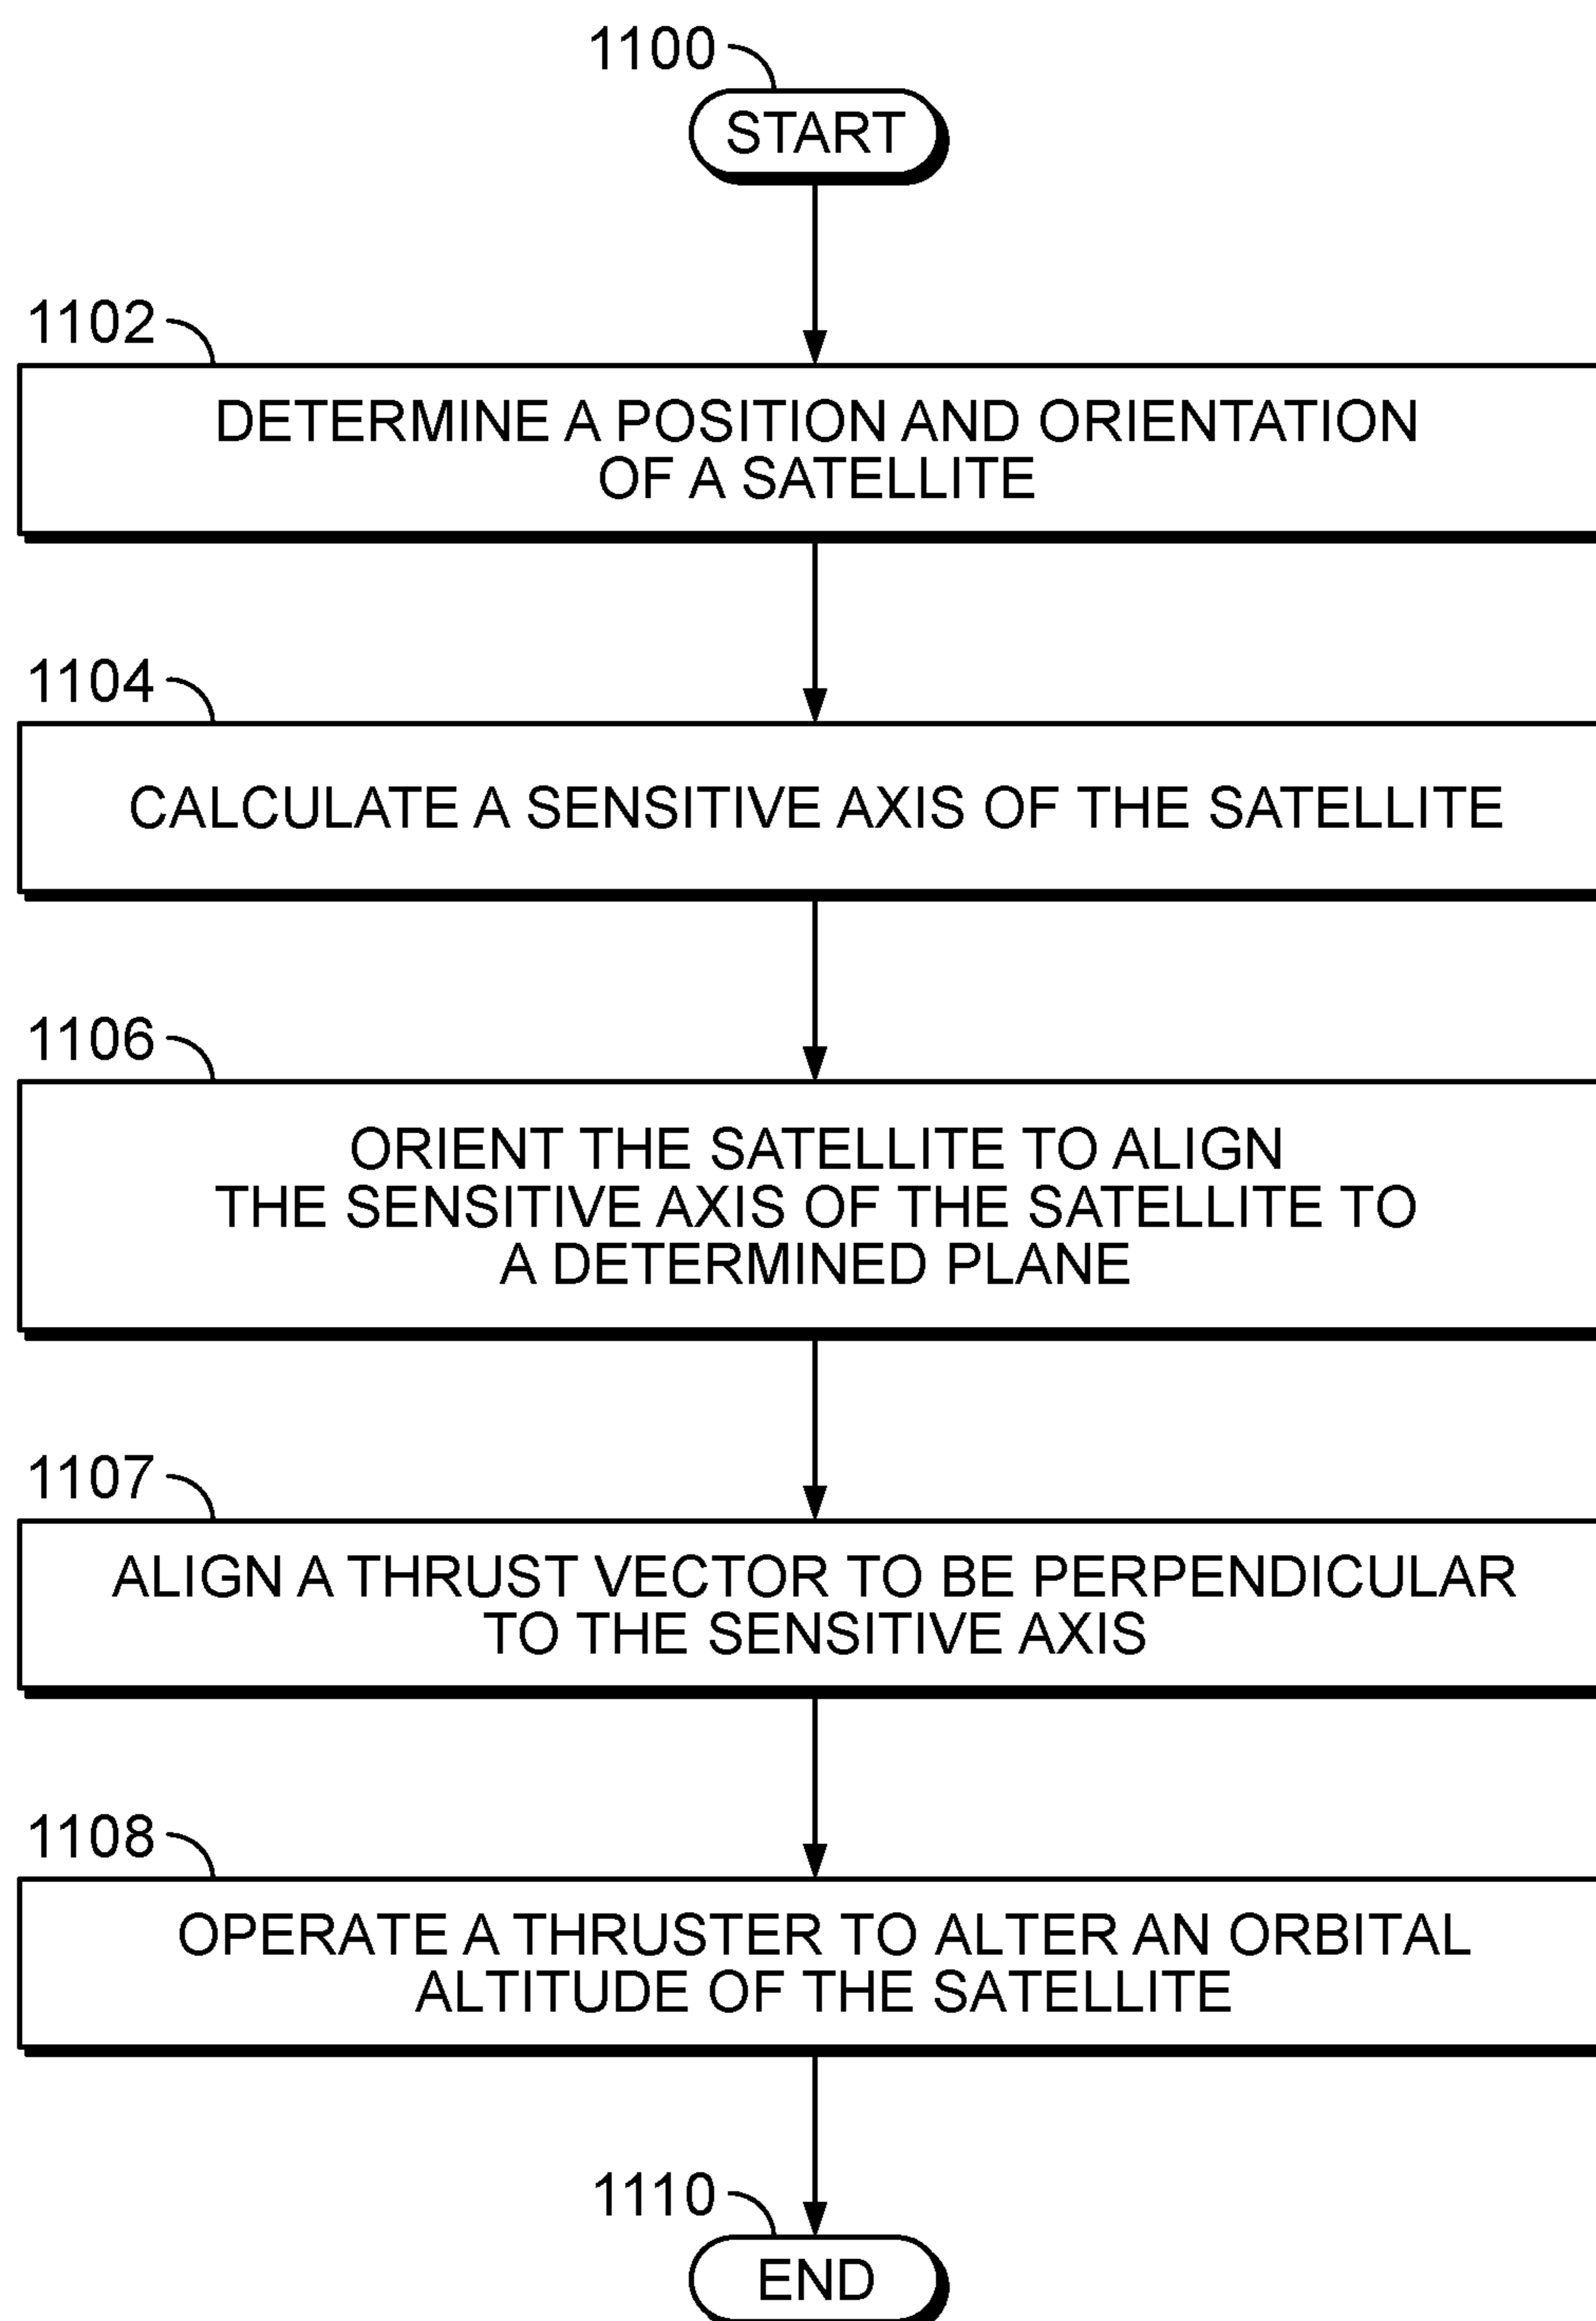 1100
START
1102
DETERMINE A POSITION AND ORIENTATION
OF A SATELLITE
1104
CALCULATE A SENSITIVE AXIS OF THE SATELLITE
1106
ORIENT THE SATELLITE TO ALIGN
THE SENSITIVE AXIS OF THE SATELLITE TO
A DETERMINED PLANE
1107
ALIGN A THRUST VECTOR TO BE PERPENDICULAR
TO THE SENSITIVE AXIS
1108
OPERATE A THRUSTER TO ALTER AN ORBITAL
ALTITUDE OF THE SATELLITE
1110
END